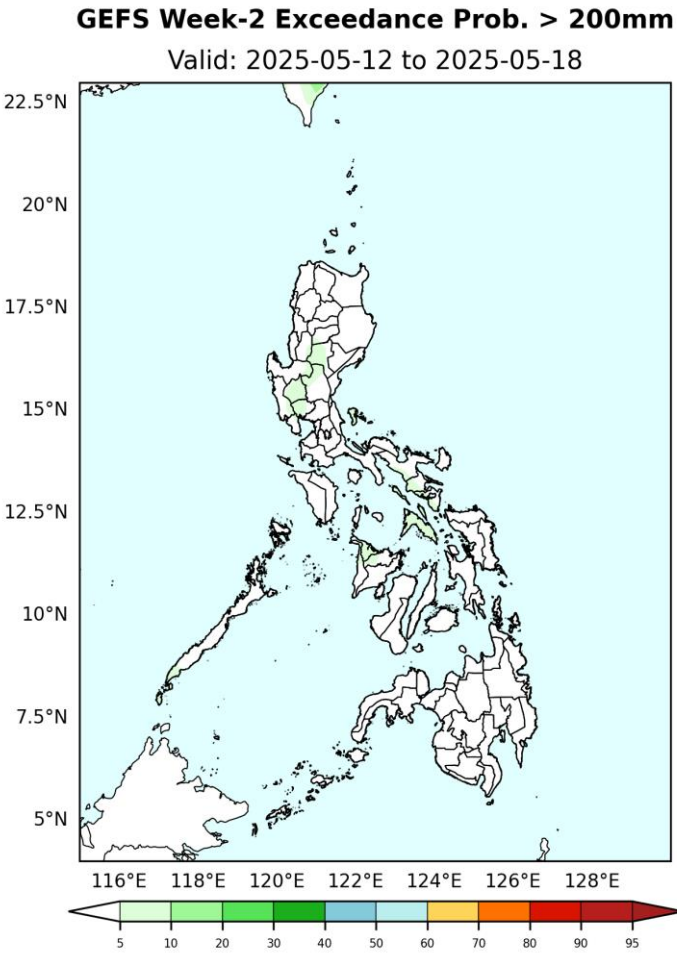 GEFS Week-2 Exceedance Prob. > 200mm
Valid: 2025-05-12 to 2025-05-18
22.5°N
20°N
17.5°N
15°N
12.5°N
10°N
7.5°N
5°N
116°E 118°E 120°E 122°E 124°E 126°E 128°E
5 10 20 30 40 50 60 70 80 90 95